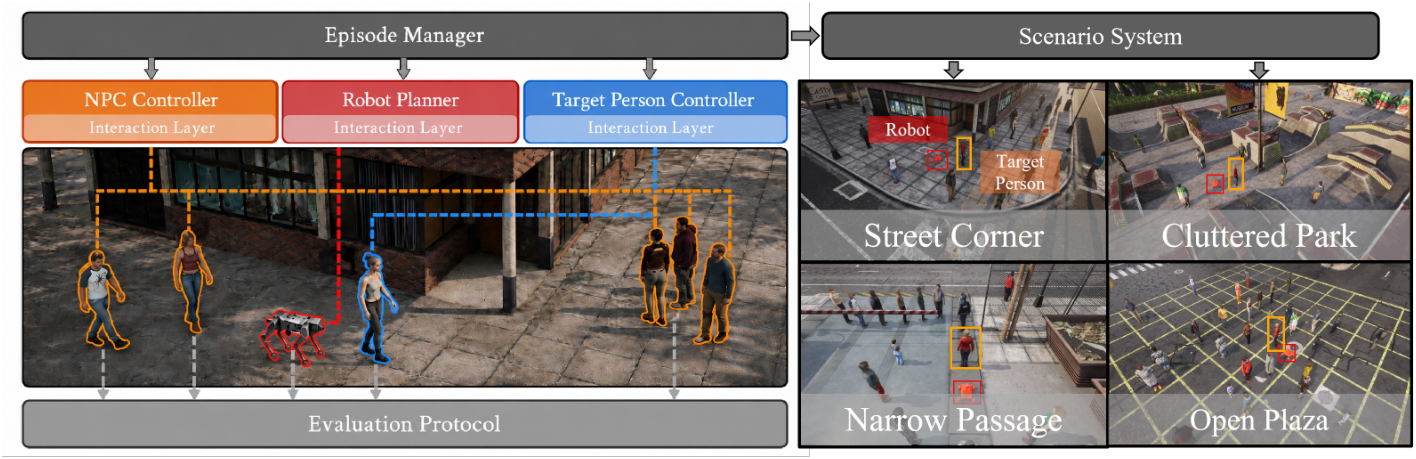 Episode Manager
Scenario System
NPC Controller
Interaction Layer
Robot Planner
Interaction Layer
Target Person Controller
Interaction Layer
Robot
Target
Person
Street Corner
Cluttered Park
Narrow Passage
Open Plaza
Evaluation Protocol